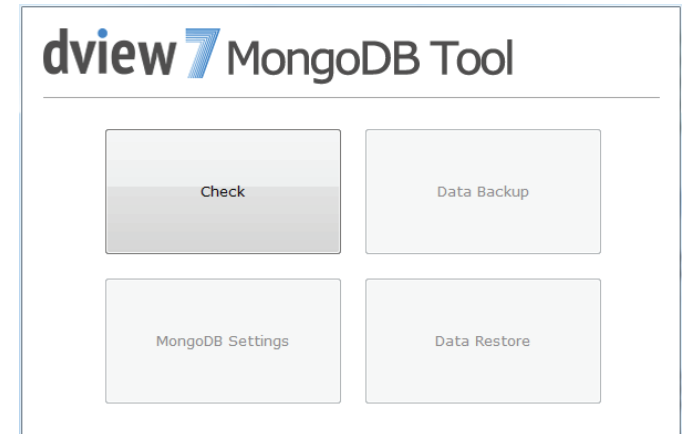 dview 7 MongoDB Tool
Check
Data Backup
MongoDB Settings
Data Restore